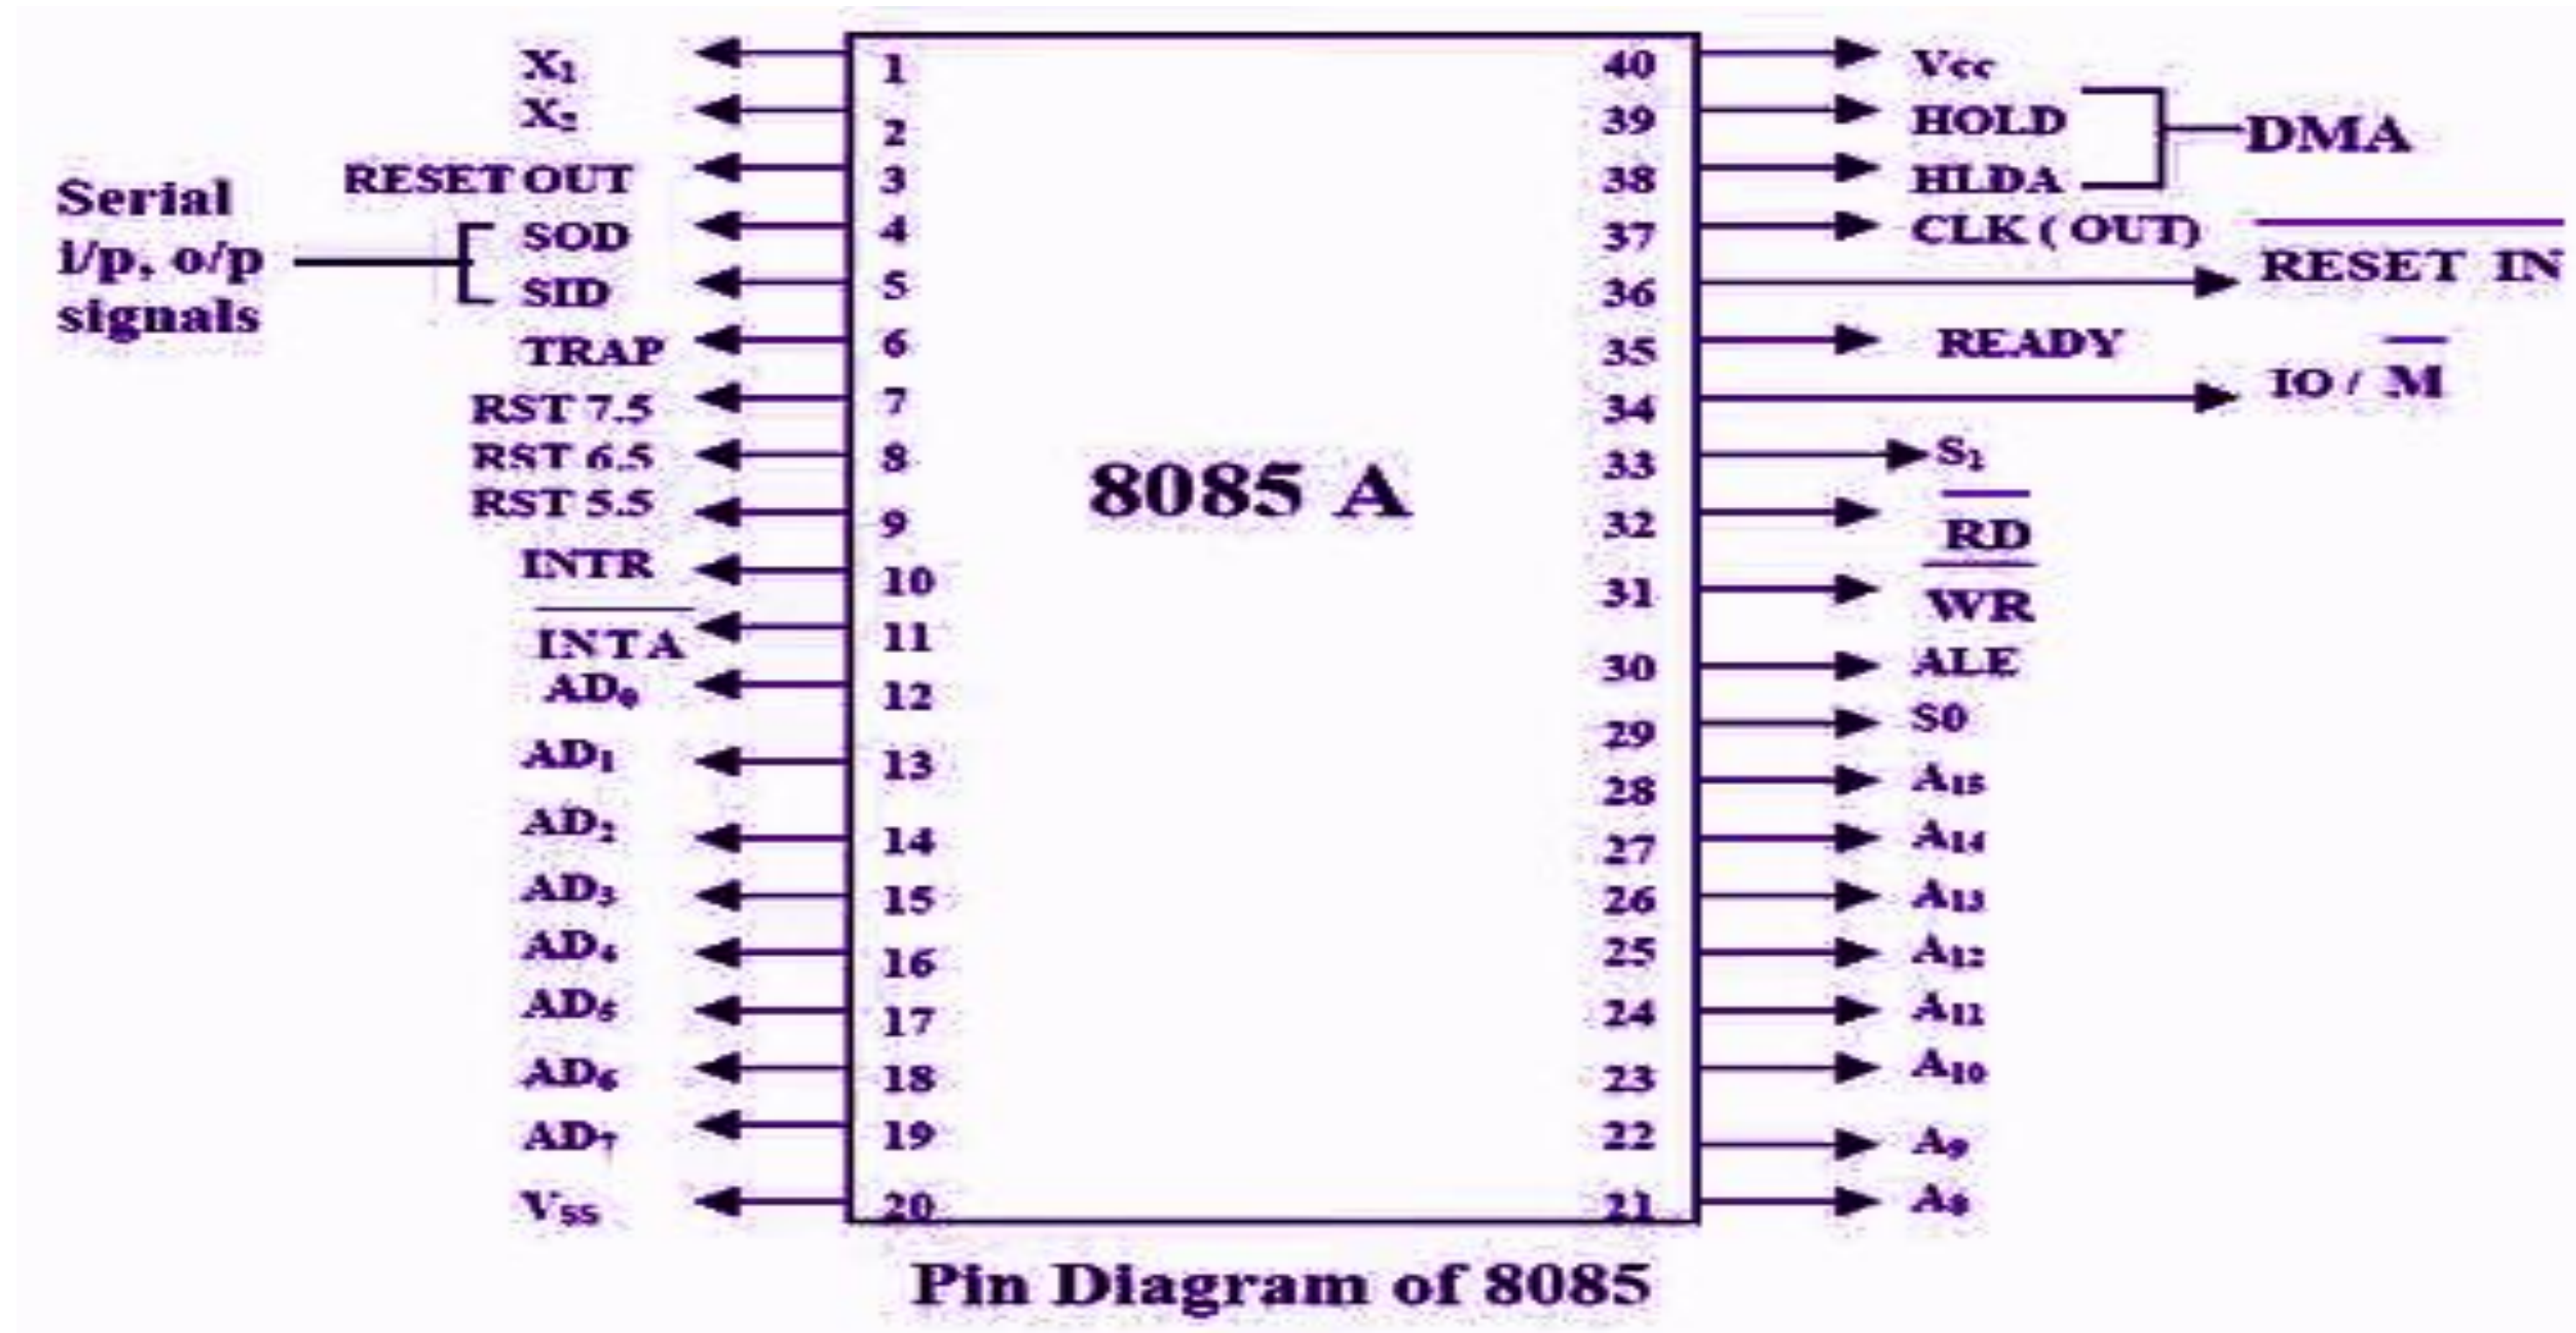 X₁ 1 40 Vcc
X₂ 2 39 HOLD
DMA
RESET OUT 3 38 HLDA
Serial
i/p, o/p
signals
SOD 4 37 CLK ( OUT)
SID 5 36 RESET IN
TRAP 6 35 READY
RST 7.5 7 34 IO / M
RST 6.5 8 33 S₁
RST 5.5 9 32 RD
8085 A
INTR 10 31 WR
INTA 11 30 ALE
AD₀ 12 29 S0
AD₁ 13 28 A₁₅
AD₂ 14 27 A₁₄
AD₃ 15 26 A₁₃
AD₄ 16 25 A₁₂
AD₅ 17 24 A₁₁
AD₆ 18 23 A₁₀
AD₇ 19 22 A₉
Vss 20 21 A₈
Pin Diagram of 8085